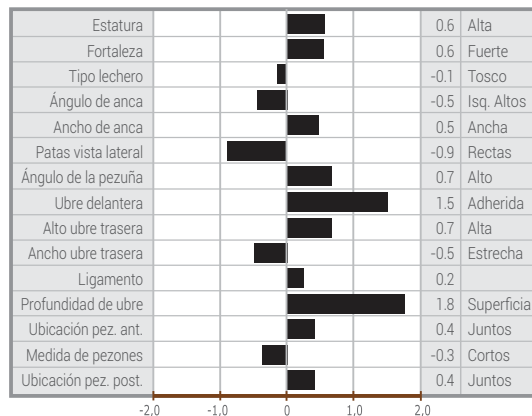 Estatura 0.6 Alta
Fortaleza 0.6 Fuerte
Tipo lechero -0.1 Tosco
Ángulo de anca -0.5 Isq. Altos
Ancho de anca 0.5 Ancha
Patas vista lateral -0.9 Rectas
Ángulo de la pezuña 0.7 Alto
Ubre delantera 1.5 Adherida
Alto ubre trasera 0.7 Alta
Ancho ubre trasera -0.5 Estrecha
Ligamento 0.2
Profundidad de ubre 1.8 Superficia
Ubicación pez. ant. 0.4 Juntos
Medida de pezones -0.3 Cortos
Ubicación pez. post. 0.4 Juntos
-2,0 -1,0 0 1,0 2,0